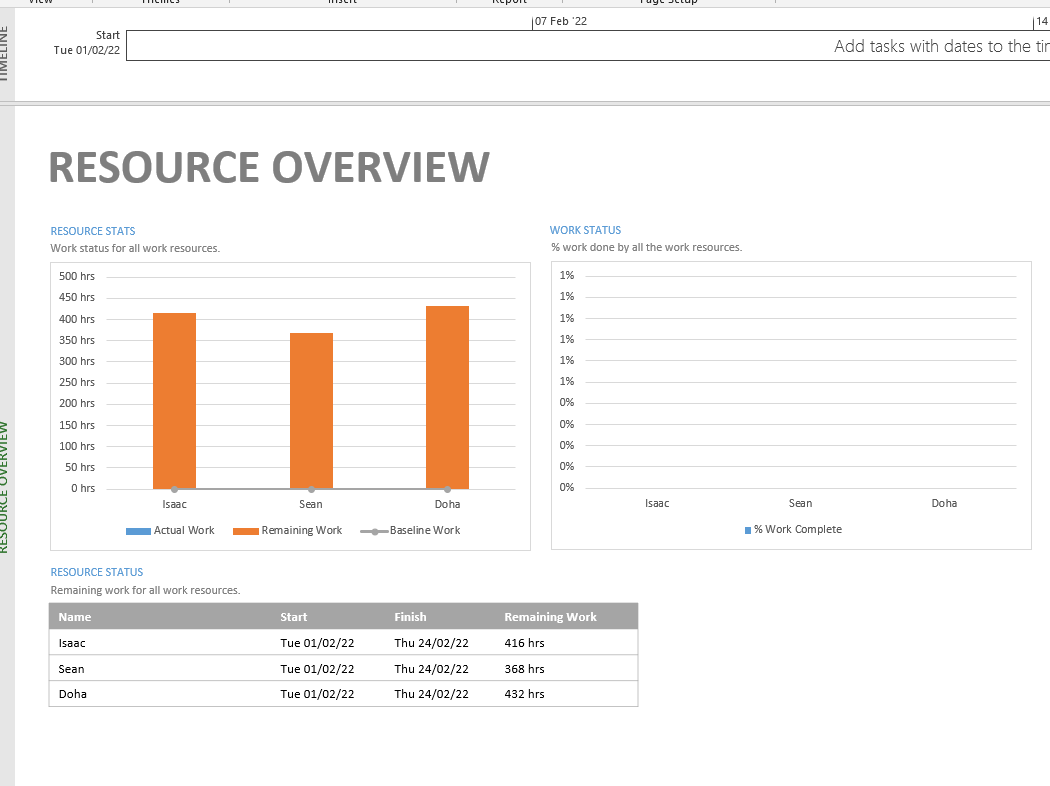 View Themes Insert Report Page Setup
TIMELINE
07 Feb '22
14
Start
Tue 01/02/22
Add tasks with dates to the
RESOURCE OVERVIEW
RESOURCE OVERVIEW
RESOURCE STATS
Work status for all work resources.
500 hrs
450 hrs
400 hrs
350 hrs
300 hrs
250 hrs
200 hrs
150 hrs
100 hrs
50 hrs
0 hrs
Isaac Sean Doha
Actual Work Remaining Work Baseline Work
WORK STATUS
% work done by all the work resources.
1%
1%
1%
1%
1%
1%
0%
0%
0%
0%
0%
Isaac Sean Doha
% Work Complete
RESOURCE STATUS
Remaining work for all work resources.
Name Start Finish Remaining Work
Isaac Tue 01/02/22 Thu 24/02/22 416 hrs
Sean Tue 01/02/22 Thu 24/02/22 368 hrs
Doha Tue 01/02/22 Thu 24/02/22 432 hrs